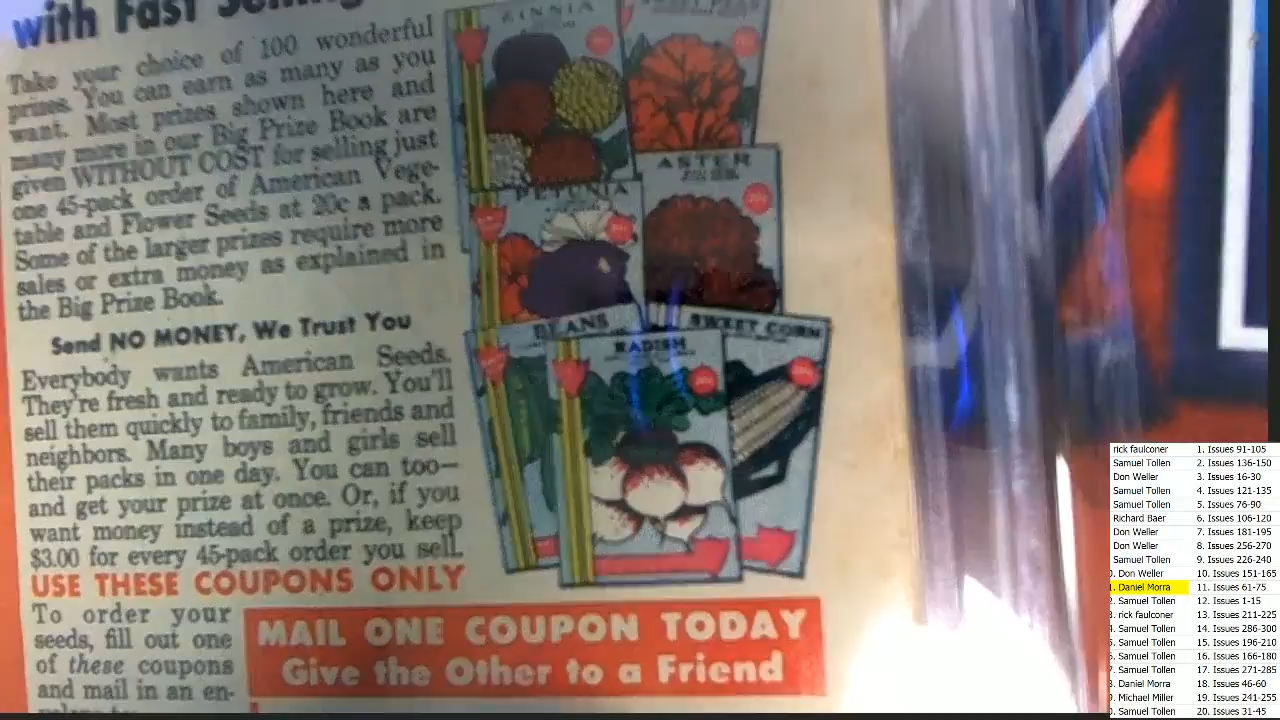 with Fast Selling
Take your choice of 100 wonderful
prizes. You can earn as many as you
want. Most prizes shown here and
many more in our Big Prize Book are
given WITHOUT COST for selling just
one 45-pack order of American Vege-
table and Flower Seeds at 20c a pack.
Some of the larger prizes require more
sales or extra money as explained in
the Big Prize Book.
Send NO MONEY, We Trust You
Everybody wants American Seeds.
They're fresh and ready to grow. You'll
sell them quickly to family, friends and
neighbors. Many boys and girls sell
their packs in one day. You can too—
and get your prize at once. Or, if you
want money instead of a prize, keep
$3.00 for every 45-pack order you sell.
USE THESE COUPONS ONLY
To order your
seeds, fill out one
of these coupons
and mail in an en-
ZINNIA
ASTER
PETUNIA
BEANS
RADISH
SWEET CORN
MAIL ONE COUPON TODAY
Give the Other to a Friend
rick faulconer 1. Issues 91-105
Samuel Tollen 2. Issues 136-150
Don Weller 3. Issues 16-30
Samuel Tollen 4. Issues 121-135
Samuel Tollen 5. Issues 76-90
Richard Baer 6. Issues 106-120
Don Weller 7. Issues 181-195
Don Weller 8. Issues 256-270
Samuel Tollen 9. Issues 226-240
0. Don Weller 10. Issues 151-165
1. Daniel Morra 11. Issues 61-75
2. Samuel Tollen 12. Issues 1-15
3. rick faulconer 13. Issues 211-225
4. Samuel Tollen 14. Issues 286-300
5. Samuel Tollen 15. Issues 196-210
6. Samuel Tollen 16. Issues 166-180
7. Samuel Tollen 17. Issues 271-285
8. Daniel Morra 18. Issues 46-60
9. Michael Miller 19. Issues 241-255
0. Samuel Tollen 20. Issues 31-45